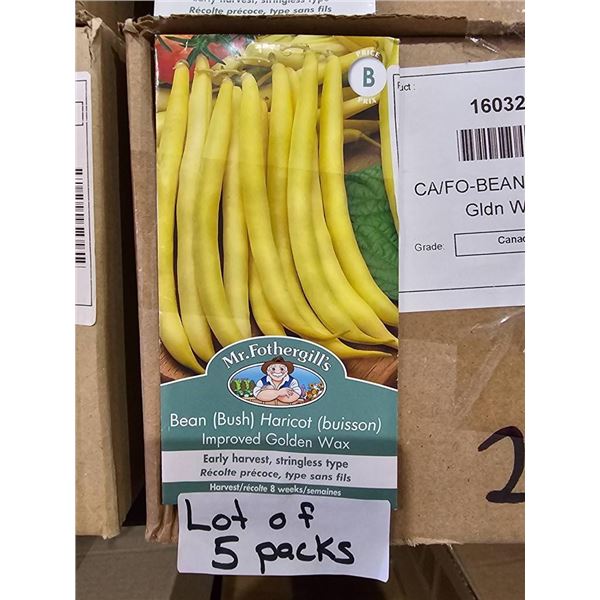 Early harvest, stringless type
Récolte précoce, type sans fils
PRICE
B
PRIX
16032
CA/FO-BEAN
Gldn W
Grade:
Canad
Mr. Fothergill's
Bean (Bush) Haricot (buisson)
Improved Golden Wax
Early harvest, stringless type
Récolte précoce, type sans fils
Harvest/récolte 8 weeks/semaines
2
Lot of
5 packs